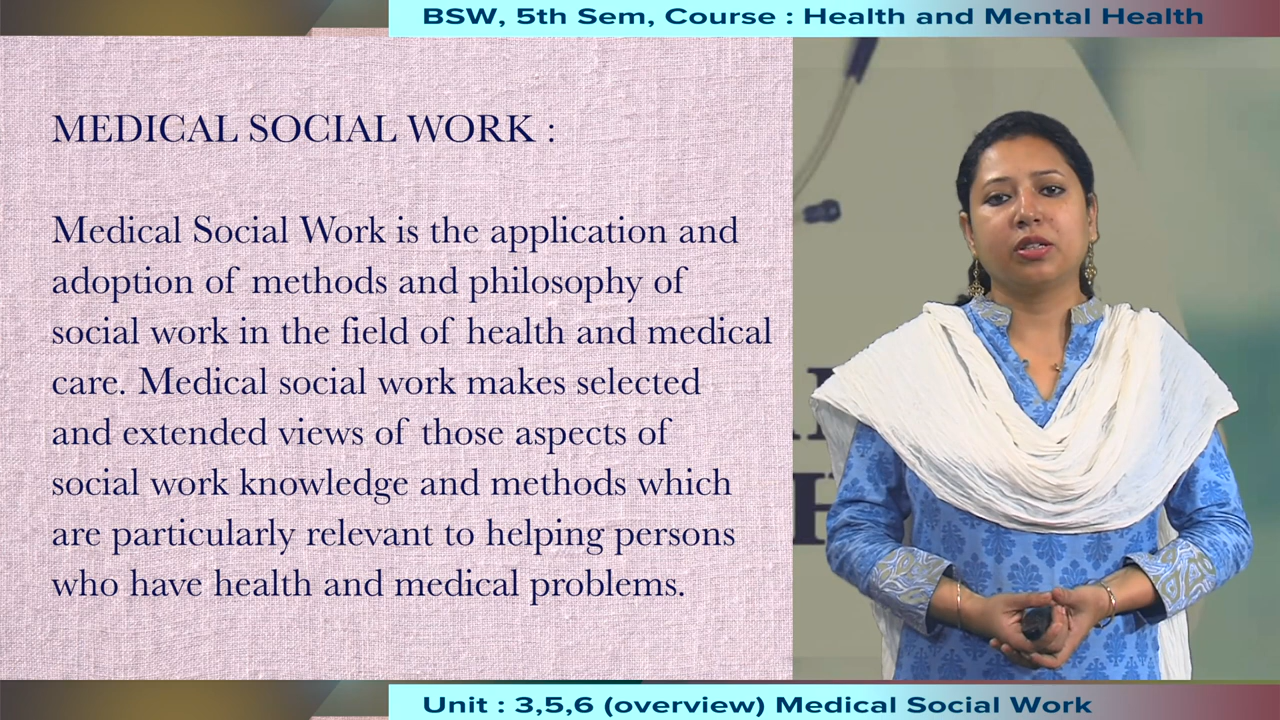 BSW, 5th Sem, Course : Health and Mental Health
MEDICAL SOCIAL WORK :
Medical Social Work is the application and
adoption of methods and philosophy of
social work in the field of health and medical
care. Medical social work makes selected
and extended views of those aspects of
social work knowledge and methods which
are particularly relevant to helping persons
who have health and medical problems.
Unit : 3,5,6 (overview) Medical Social Work